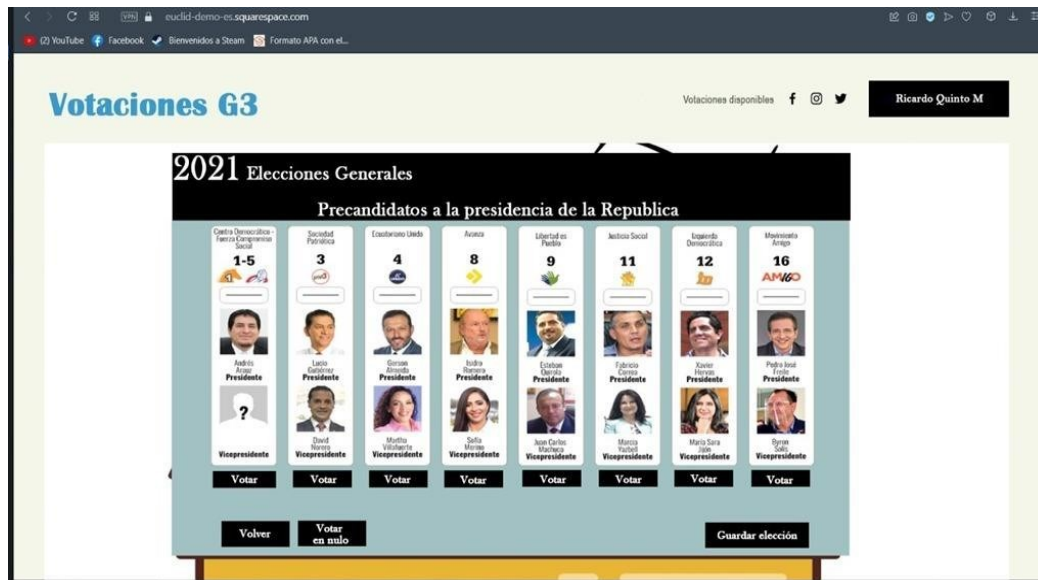 VPN euclid-demo-es.squarespace.com
(2) YouTube Facebook Bienvenidos a Steam Formato APA con el...
Votaciones G3
Votaciones disponibles
Ricardo Quinto M
2021 Elecciones Generales
Precandidatos a la presidencia de la Republica
Centro Democrático -
Fuerza Compromiso
Social
1-5
Andrés
Arauz
Presidente
?
Vicepresidente
Votar
Sociedad
Patriótica
3
Lucio
Gutiérrez
Presidente
David
Norero
Vicepresidente
Votar
Ecuatoriano Unido
4
Gerson
Almeida
Presidente
Martha
Villafuerte
Vicepresidente
Votar
Avanza
8
Isidro
Romero
Presidente
Sofía
Merino
Vicepresidente
Votar
Libertad es
Pueblo
9
Esteban
Quirola
Presidente
Juan Carlos
Machuca
Vicepresidente
Votar
Justicia Social
11
Fabricio
Correa
Presidente
Marcia
Yazbell
Vicepresidente
Votar
Izquierda
Democrática
12
Xavier
Hervas
Presidente
María Sara
Jijón
Vicepresidente
Votar
Movimiento
Amigo
16
AMIGO
Pedro José
Freile
Presidente
Byron
Solís
Vicepresidente
Votar
Volver
Votar
en nulo
Guardar elección